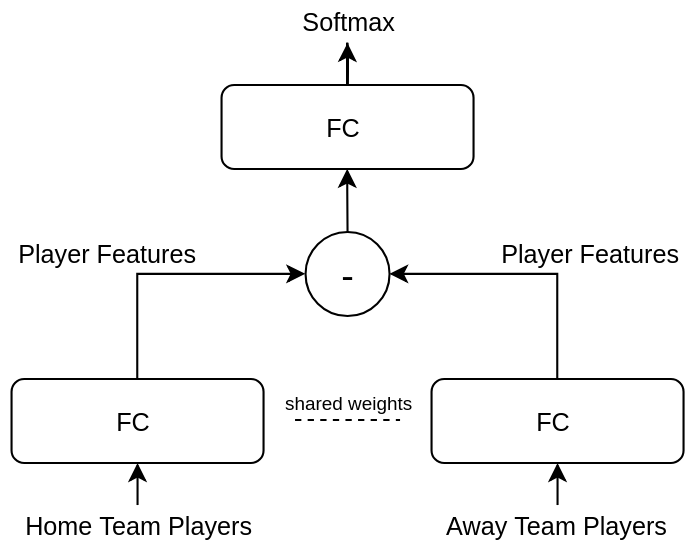 Softmax
FC
Player Features
Player Features
-
FC
shared weights
FC
Home Team Players
Away Team Players